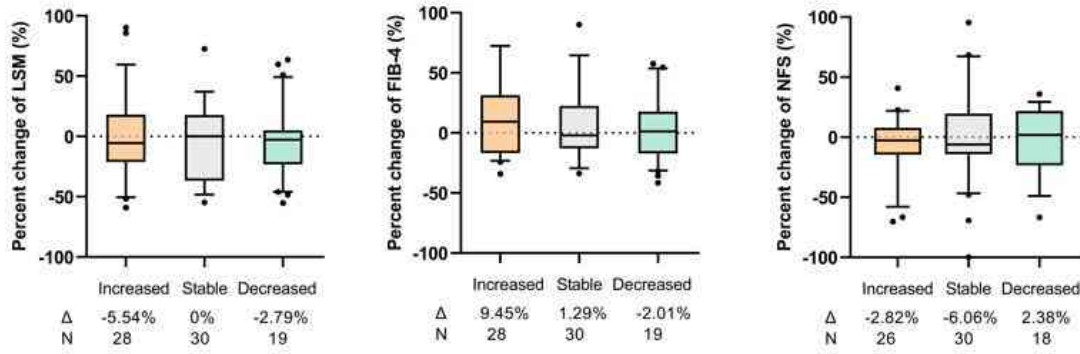 Percent change of LSM (%)
100
50
0
-50
-100
Increased Stable Decreased
Δ -5.54% 0% -2.79%
N 28 30 19
Percent change of FIB-4 (%)
100
50
0
-50
-100
Increased Stable Decreased
Δ 9.45% 1.29% -2.01%
N 28 30 19
Percent change of NFS (%)
100
50
0
-50
-100
Increased Stable Decreased
Δ -2.82% -6.06% 2.38%
N 26 30 18